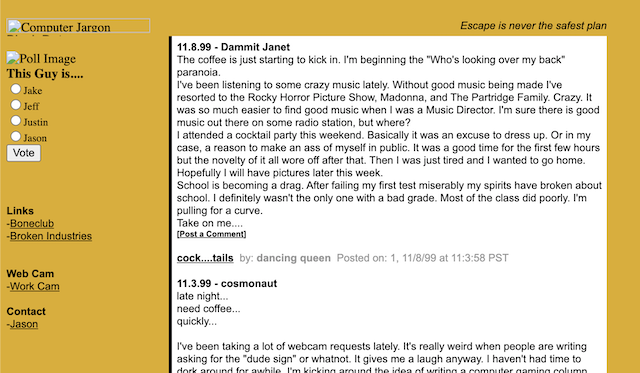 Computer Jargon
Escape is never the safest plan
Poll Image
This Guy is....
Jake
Jeff
Justin
Jason
Vote
Links
-Boneclub
-Broken Industries
Web Cam
-Work Cam
Contact
-Jason
11.8.99 - Dammit Janet
The coffee is just starting to kick in. I'm beginning the "Who's looking over my back"
paranoia.
I've been listening to some crazy music lately. Without good music being made I've
resorted to the Rocky Horror Picture Show, Madonna, and The Partridge Family. Crazy. It
was so much easier to find good music when I was a Music Director. I'm sure there is good
music out there on some radio station, but where?
I attended a cocktail party this weekend. Basically it was an excuse to dress up. Or in my
case, a reason to make an ass of myself in public. It was a good time for the first few hours
but the novelty of it all wore off after that. Then I was just tired and I wanted to go home.
Hopefully I will have pictures later this week.
School is becoming a drag. After failing my first test miserably my spirits have broken about
school. I definitely wasn't the only one with a bad grade. Most of the class did poorly. I'm
pulling for a curve.
Take on me....
[Post a Comment]
cock....tails by: dancing queen Posted on: 1, 11/8/99 at 11:3:58 PST
11.3.99 - cosmonaut
late night...
need coffee...
quickly...
I've been taking a lot of webcam requests lately. It's really weird when people are writing
asking for the "dude sign" or whatnot. It gives me a laugh anyway. I haven't had time to
dork around for awhile. I'm kicking around the idea of writing a computer gaming column